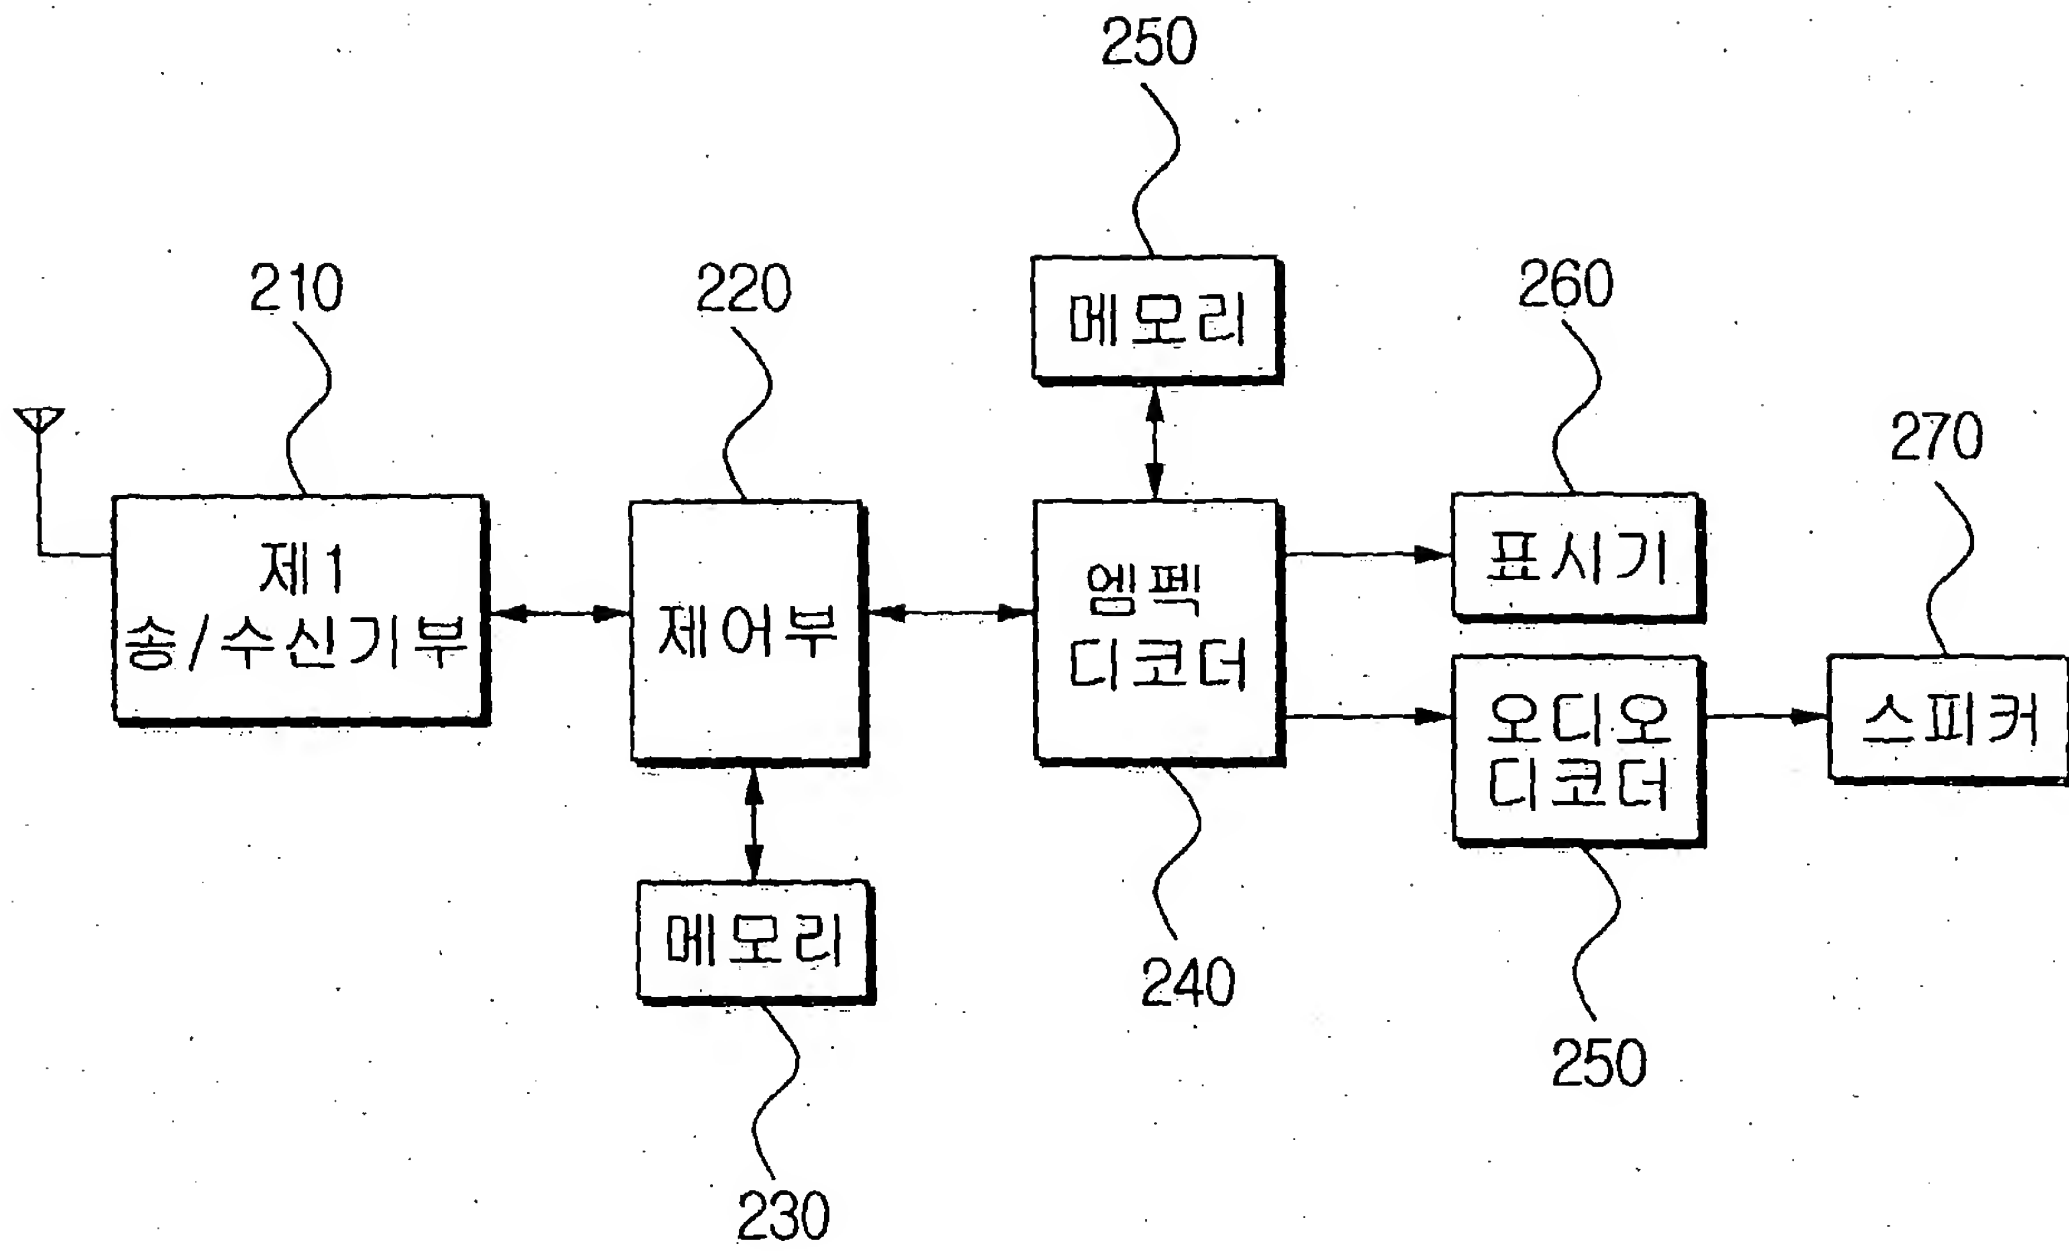 250
210
220
메모리
260
270
제1
송/수신기부
제어부
엠펙
디코더
표시기
오디오
디코더
스피커
메모리
240
250
230